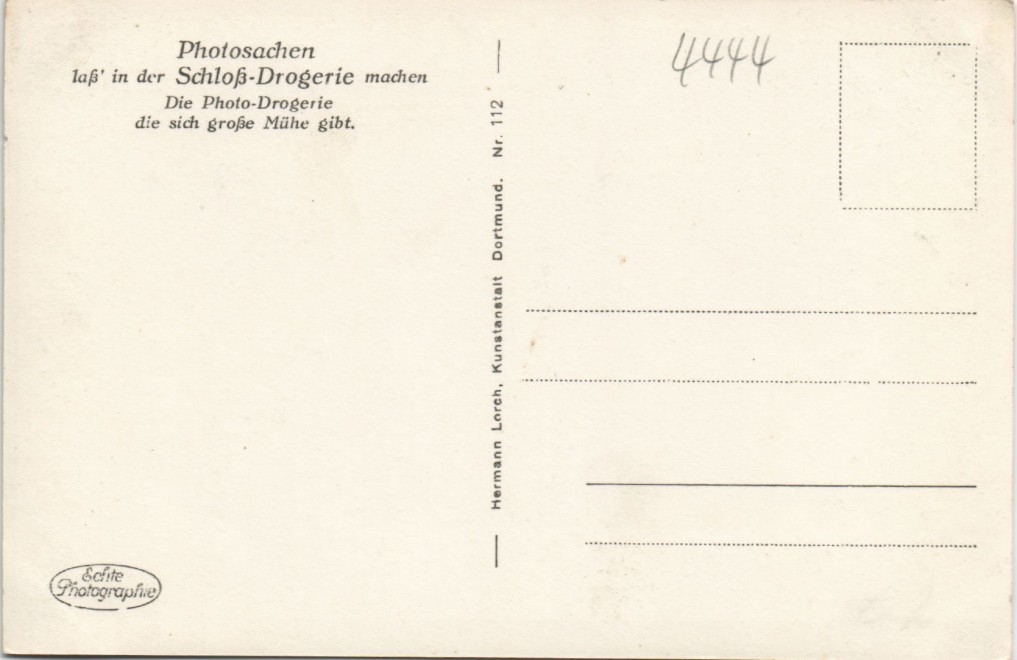 Photosachen
laß' in der Schloß-Drogerie machen
Die Photo-Drogerie
die sich große Mühe gibt.
Hermann Lorch, Kunstanstalt Dortmund. Nr. 112
4444
Echte
Photographie